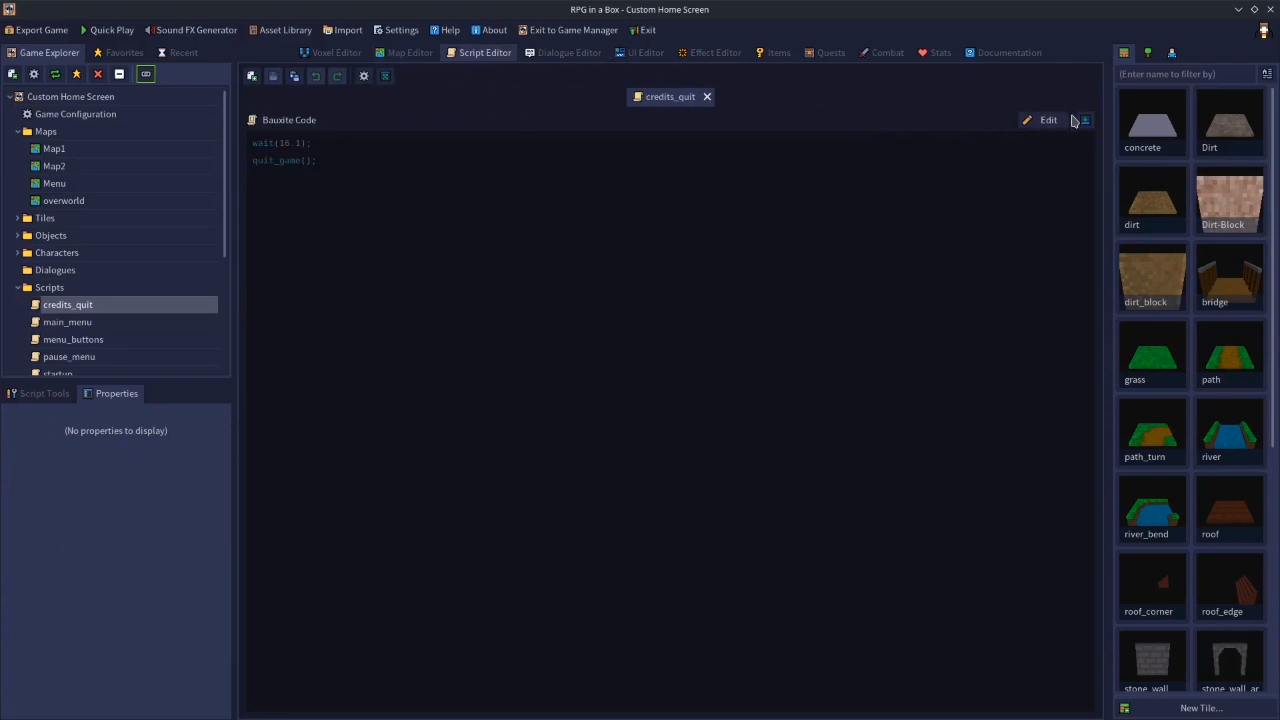 RPG in a Box - Custom Home Screen
Export Game Quick Play Sound FX Generator Asset Library Import Settings Help About Exit to Game Manager Exit
Game Explorer Favorites Recent Voxel Editor Map Editor Script Editor Dialogue Editor UI Editor Effect Editor Items Quests Combat Stats Documentation
(Enter name to filter by)
Custom Home Screen
Game Configuration
Maps
Map1
Map2
Menu
overworld
Tiles
Objects
Characters
Dialogues
Scripts
credits_quit
main_menu
menu_buttons
pause_menu
startup
Script Tools Properties
(No properties to display)
credits_quit
Bauxite Code Edit
wait(16.1);
quit_game();
concrete Dirt
dirt Dirt-Block
dirt_block bridge
grass path
path_turn river
river_bend roof
roof_corner roof_edge
stone_wall stone_wall_ar
New Tile...